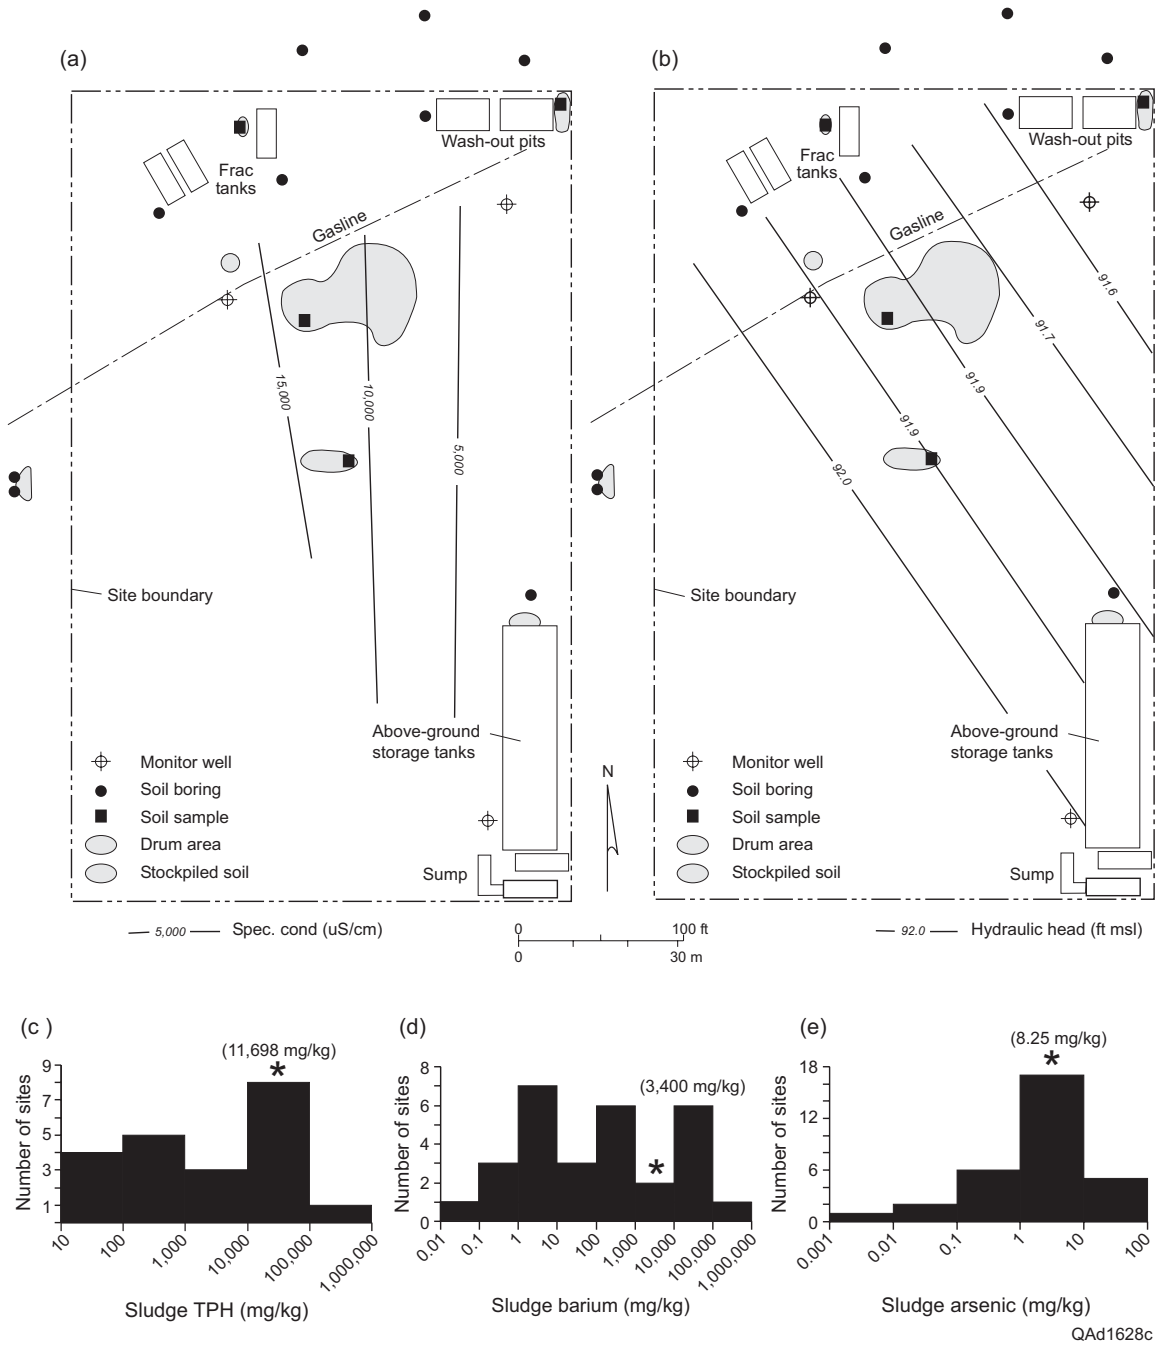 (a)
Wash-out pits
Frac
tanks
Gasline
15,000
10,000
5,000
Site boundary
Above-ground
storage tanks
Monitor well
Soil boring
Soil sample
Drum area
Stockpiled soil
Sump
5,000 Spec. cond (uS/cm)
N
0 100 ft
0 30 m
(b)
Wash-out pits
Frac
tanks
Gasline
91.6
91.7
91.9
91.9
92.0
Site boundary
Above-ground
storage tanks
Monitor well
Soil boring
Soil sample
Drum area
Stockpiled soil
Sump
92.0 Hydraulic head (ft msl)
(c )
(11,698 mg/kg)
*
Number of sites
9
7
5
3
1
10 100 1,000 10,000 100,000 1,000,000
Sludge TPH (mg/kg)
(d)
(3,400 mg/kg)
*
Number of sites
8
6
4
2
0
0.01 0.1 1 10 100 1,000 10,000 100,000 1,000,000
Sludge barium (mg/kg)
(e)
(8.25 mg/kg)
*
Number of sites
18
12
6
0
0.001 0.01 0.1 1 10 100
Sludge arsenic (mg/kg)
QAd1628c